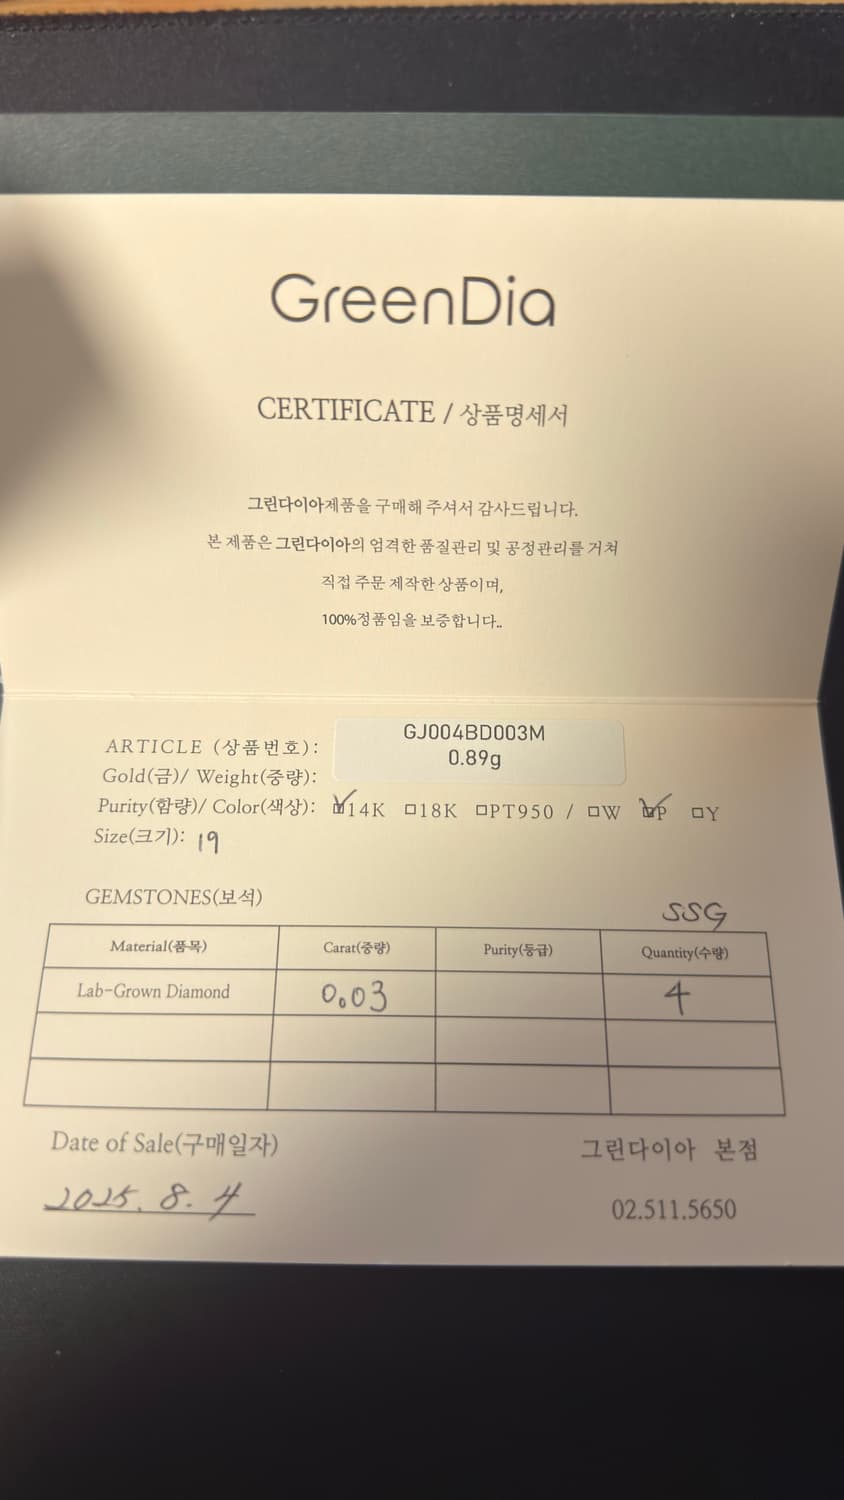 GreenDia
CERTIFICATE / 상품명세서
그린다이아제품을 구매해 주셔서 감사드립니다.
본 제품은 그린다이아의 엄격한 품질관리 및 공정관리를 거쳐
직접 주문 제작한 상품이며,
100%정품임을 보증합니다..
ARTICLE (상품번호): GJ004BD003M
Gold(금)/ Weight(중량): 0.89g
Purity(함량)/ Color(색상): ☑14K □18K □PT950 / □W ☑P □Y
Size(크기): 19
GEMSTONES(보석) SSG
Material(품목) Carat(중량) Purity(등급) Quantity(수량)
Lab-Grown Diamond 0.03 4
Date of Sale(구매일자) 그린다이아 본점
2025. 8. 4 02.511.5650